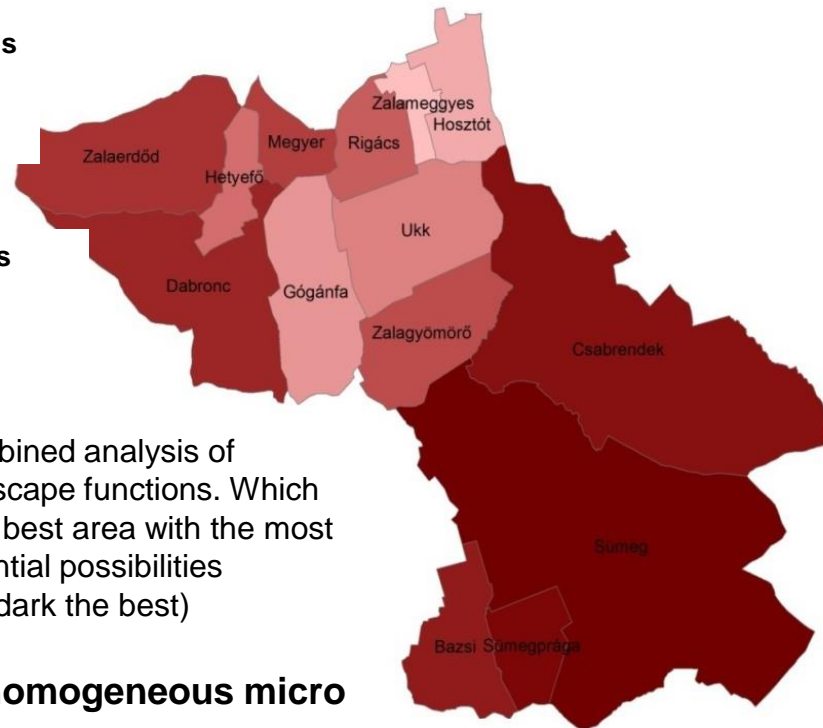 s
s
bined analysis of
scape functions. Which
best area with the most
ntial possibilities
dark the best)
homogeneous micro
Zalameggyes
Hosztót
Megyer
Rigács
Zalaerdőd
Hetyefő
Ukk
Dabronc
Gógánfa
Zalagyömörő
Csabrendek
Sümeg
Bazsi
Sümegprága